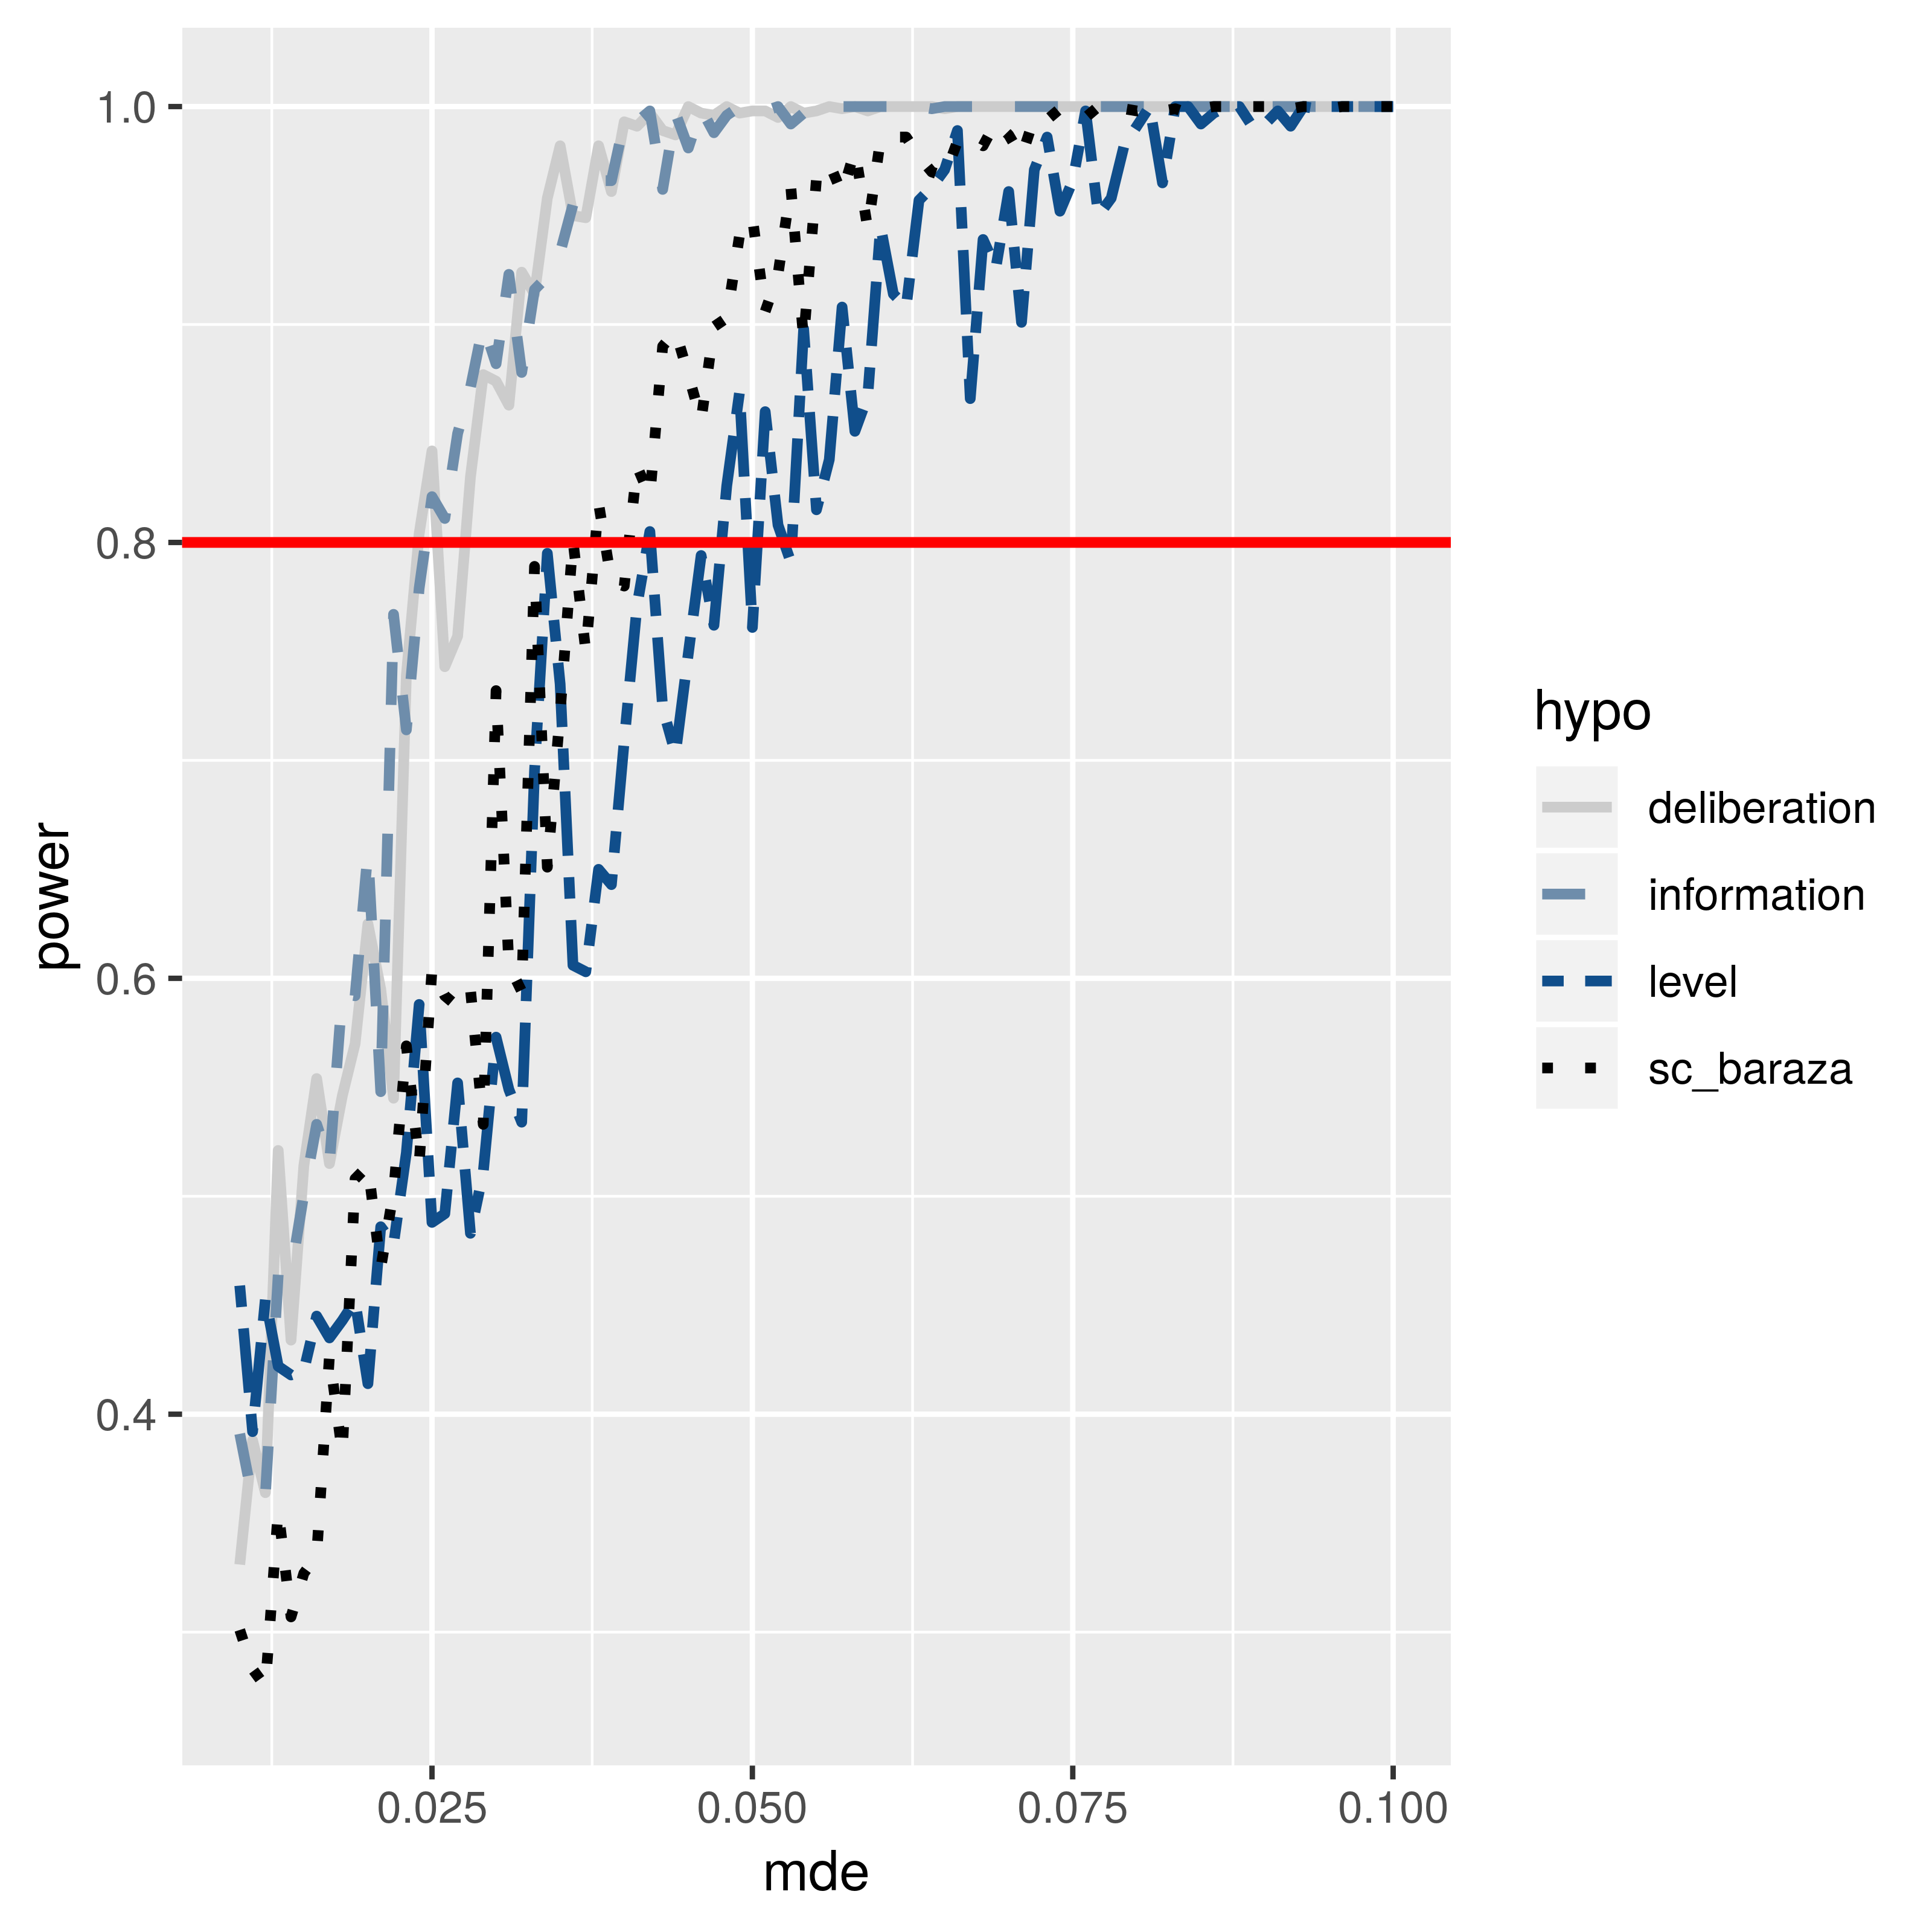 1.0
0.8
0.6
0.4
power
0.025
0.050
0.075
0.100
mde
hypo
deliberation
information
level
sc_baraza